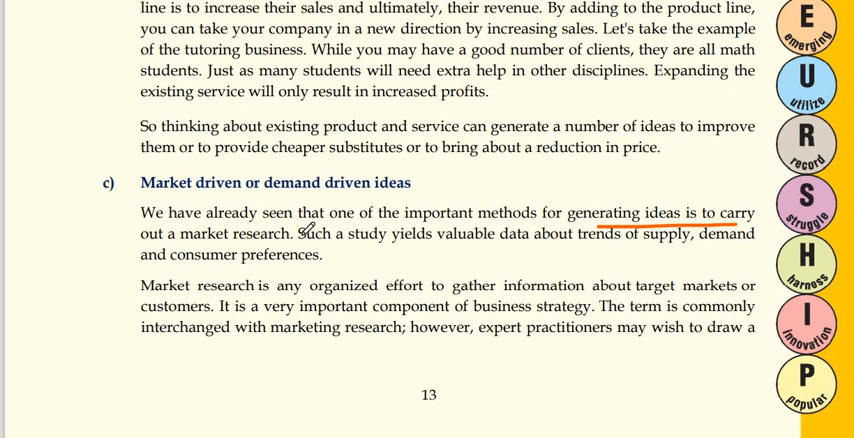 line is to increase their sales and ultimately, their revenue. By adding to the product line,
you can take your company in a new direction by increasing sales. Let's take the example
of the tutoring business. While you may have a good number of clients, they are all math
students. Just as many students will need extra help in other disciplines. Expanding the
existing service will only result in increased profits.
So thinking about existing product and service can generate a number of ideas to improve
them or to provide cheaper substitutes or to bring about a reduction in price.
c) Market driven or demand driven ideas
We have already seen that one of the important methods for generating ideas is to carry
out a market research. Such a study yields valuable data about trends of supply, demand
and consumer preferences.
Market research is any organized effort to gather information about target markets or
customers. It is a very important component of business strategy. The term is commonly
interchanged with marketing research; however, expert practitioners may wish to draw a
13
E
emerging
U
utilize
R
record
S
struggle
H
harness
I
innovation
P
popular